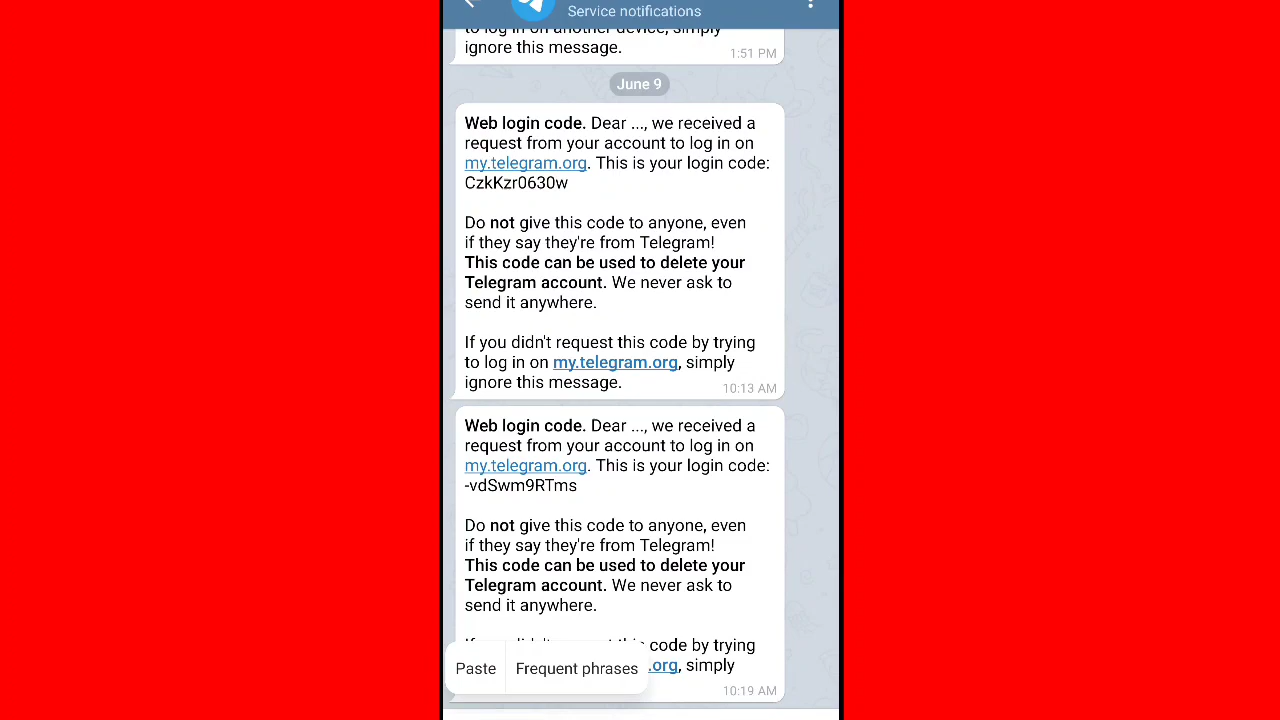 Service notifications
to log in on another device, simply
ignore this message.
1:51 PM
June 9
Web login code. Dear ..., we received a
request from your account to log in on
my.telegram.org. This is your login code:
CzkKzr0630w
Do not give this code to anyone, even
if they say they're from Telegram!
This code can be used to delete your
Telegram account. We never ask to
send it anywhere.
If you didn't request this code by trying
to log in on my.telegram.org, simply
ignore this message.
10:13 AM
Web login code. Dear ..., we received a
request from your account to log in on
my.telegram.org. This is your login code:
-vdSwm9RTms
Do not give this code to anyone, even
if they say they're from Telegram!
This code can be used to delete your
Telegram account. We never ask to
send it anywhere.
code by trying
Paste Frequent phrases .org, simply
10:19 AM